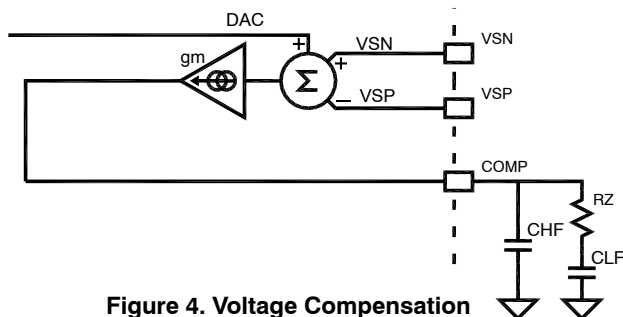 DAC
gm
+
Σ
VSN
+
VSN
−
VSP
VSP
COMP
RZ
CHF
CLF
Figure 4. Voltage Compensation